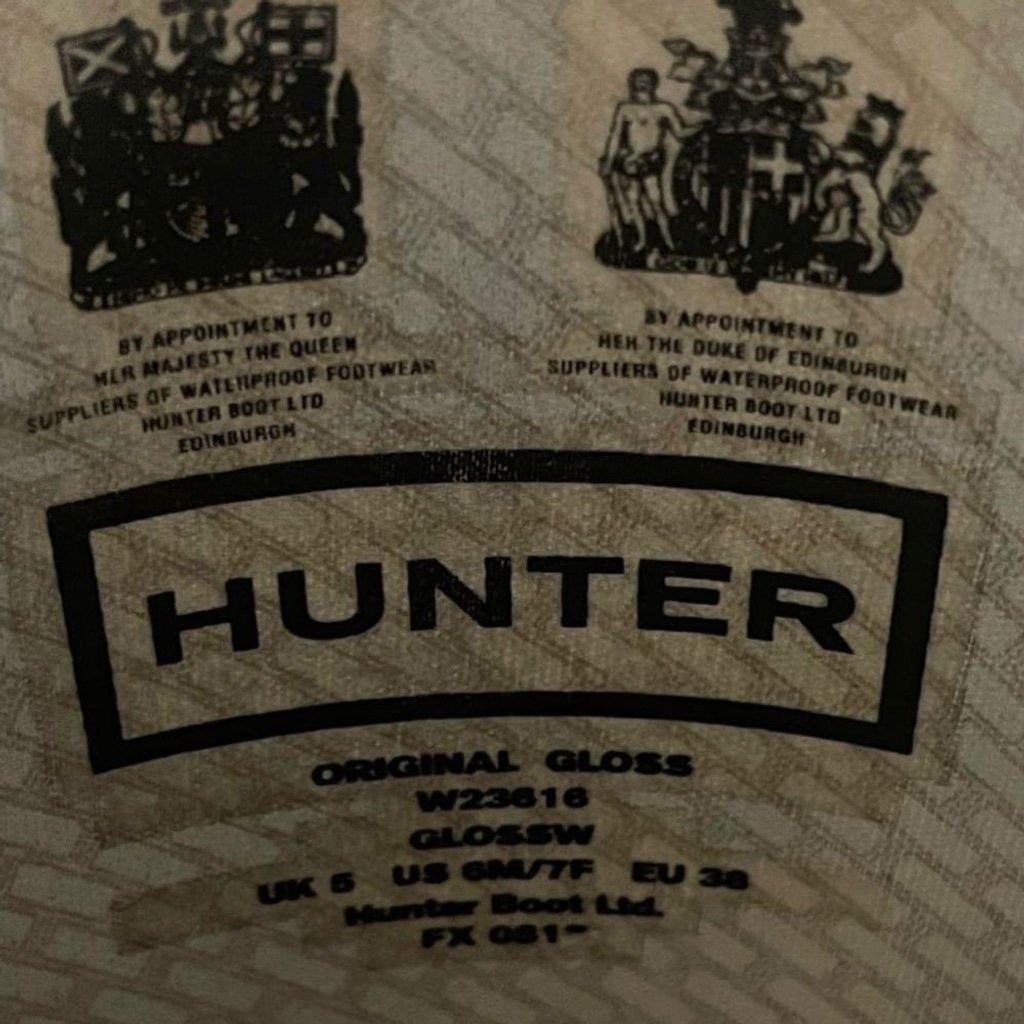 BY APPOINTMENT TO
HER MAJESTY THE QUEEN
SUPPLIERS OF WATERPROOF FOOTWEAR
HUNTER BOOT LTD
EDINBURGH
BY APPOINTMENT TO
HRH THE DUKE OF EDINBURGH
SUPPLIERS OF WATERPROOF FOOTWEAR
HUNTER BOOT LTD
EDINBURGH
HUNTER
ORIGINAL GLOSS
W23616
GLOSSW
UK 5 US 6M/7F EU 38
Hunter Boot Ltd.
FX